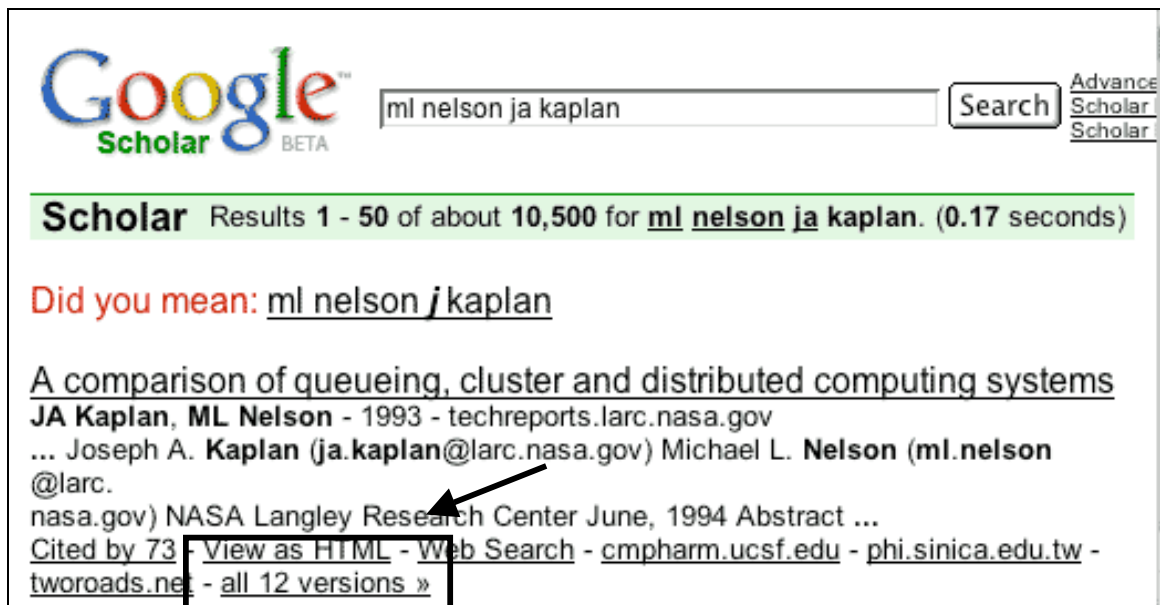 Google™
Scholar BETA
ml nelson ja kaplan
Search
Advance
Scholar
Scholar
Scholar Results 1 - 50 of about 10,500 for ml nelson ja kaplan. (0.17 seconds)
Did you mean: ml nelson j kaplan
A comparison of queueing, cluster and distributed computing systems
JA Kaplan, ML Nelson - 1993 - techreports.larc.nasa.gov
... Joseph A. Kaplan (ja.kaplan@larc.nasa.gov) Michael L. Nelson (ml.nelson
@larc.
nasa.gov) NASA Langley Research Center June, 1994 Abstract ...
Cited by 73 - View as HTML - Web Search - cmpharm.ucsf.edu - phi.sinica.edu.tw -
tworoads.net - all 12 versions »